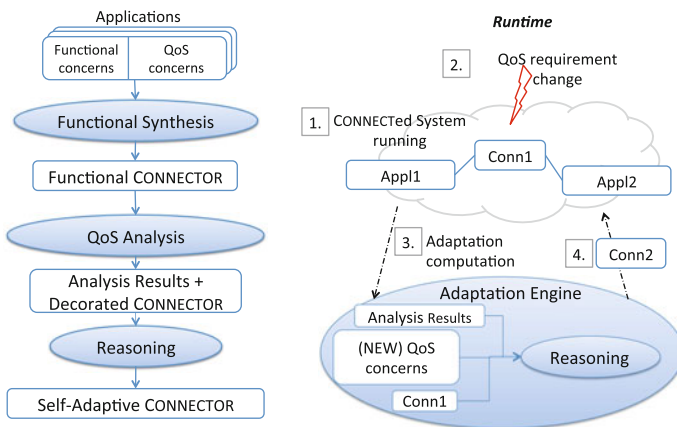 Applications
Functional
concerns
QoS
concerns
Functional Synthesis
Functional CONNECTOR
QoS Analysis
Analysis Results +
Decorated CONNECTOR
Reasoning
Self-Adaptive CONNECTOR
Runtime
2.
QoS requirement
change
1.
CONNECTed System
running
Conn1
Appl1
Appl2
3.
Adaptation
computation
4.
Conn2
Adaptation Engine
Analysis Results
(NEW) QoS
concerns
Reasoning
Conn1